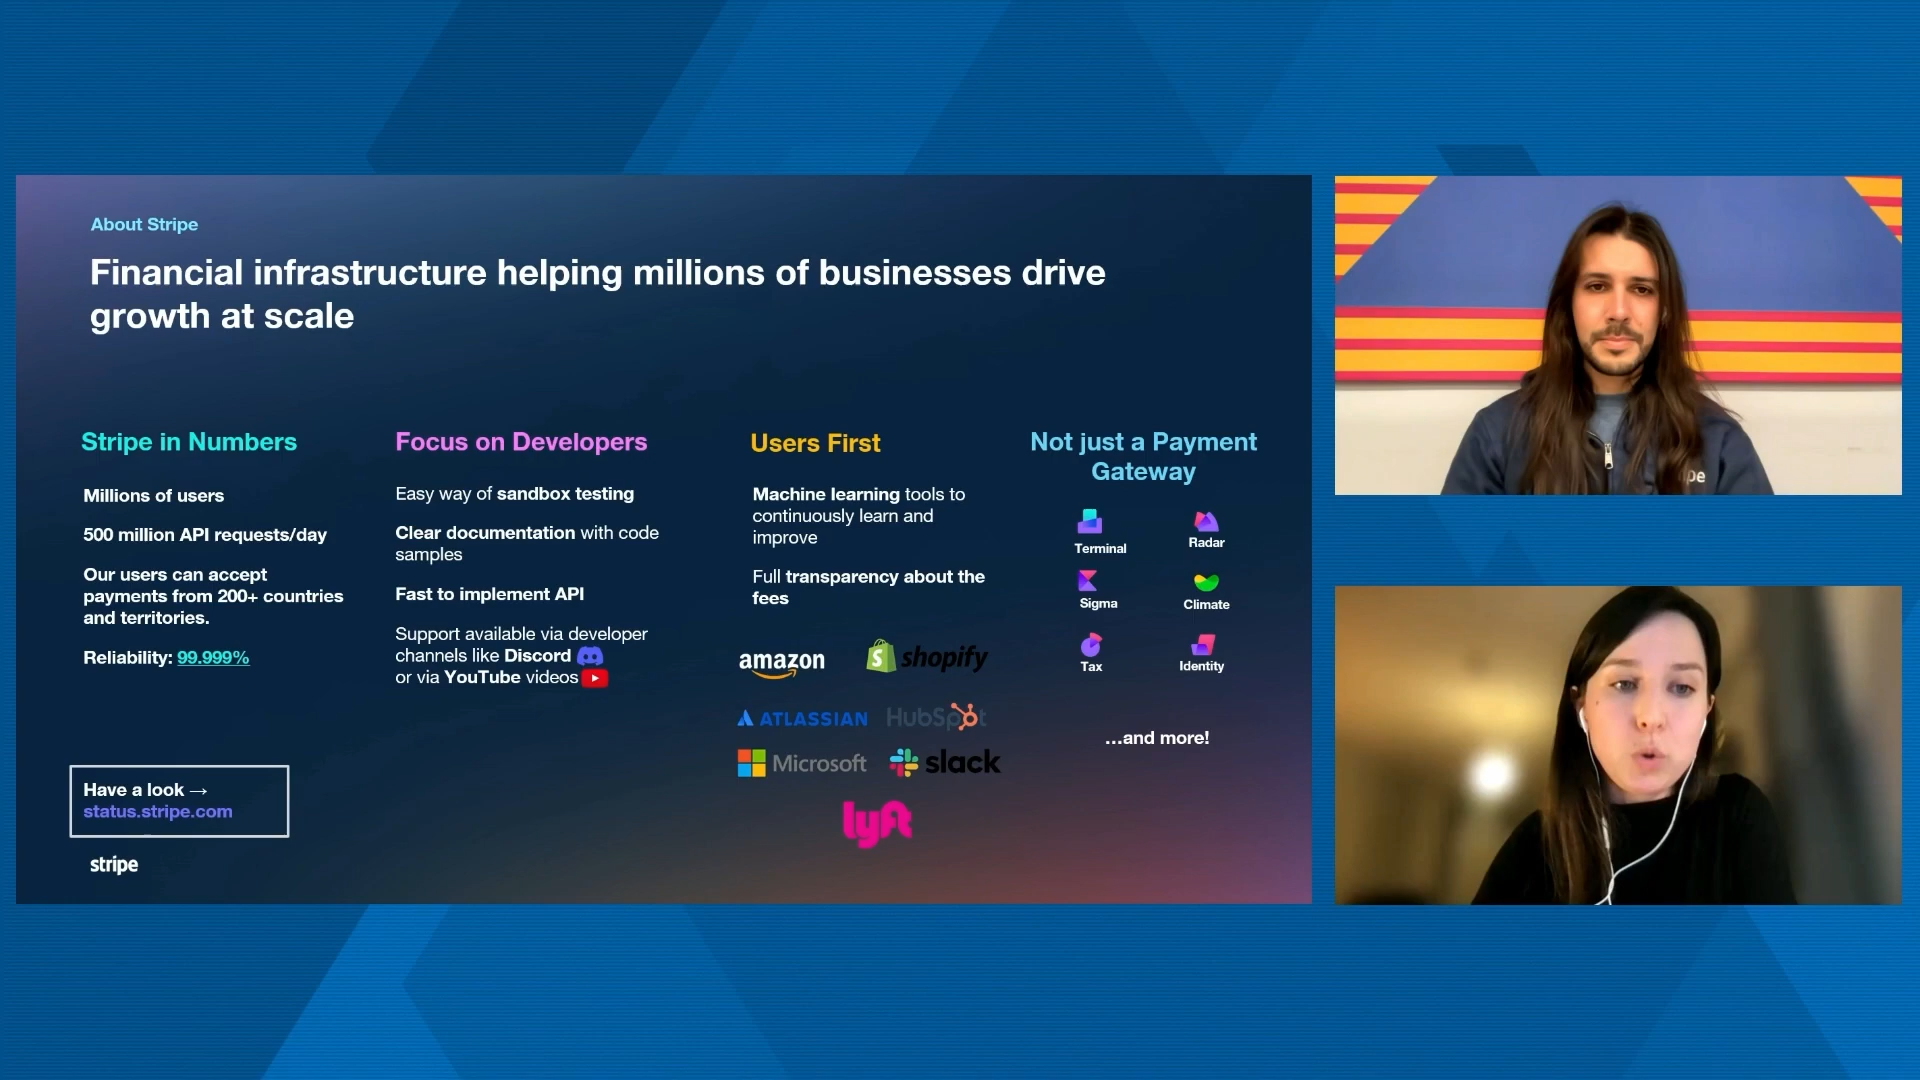 About Stripe
Financial infrastructure helping millions of businesses drive
growth at scale
Stripe in Numbers
Millions of users
500 million API requests/day
Our users can accept
payments from 200+ countries
and territories.
Reliability: 99.999%
Have a look →
status.stripe.com
stripe
Focus on Developers
Easy way of sandbox testing
Clear documentation with code
samples
Fast to implement API
Support available via developer
channels like Discord
or via YouTube videos
Users First
Machine learning tools to
continuously learn and
improve
Full transparency about the
fees
amazon
shopify
ATLASSIAN
HubSpot
Microsoft
slack
lyft
Not just a Payment
Gateway
Terminal
Radar
Sigma
Climate
Tax
Identity
...and more!
pe